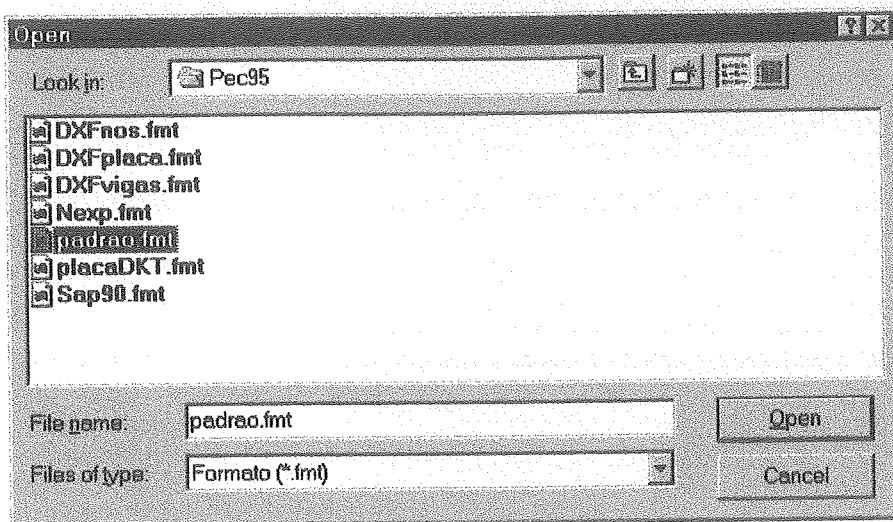 Open
Look in: Pec95
DXFnos.fmt
DXFplaca.fmt
DXFvigas.fmt
Nexp.fmt
padrao.fmt
placaDKT.fmt
Sap90.fmt
File name: padrao.fmt Open
Files of type: Formato (*.fmt) Cancel